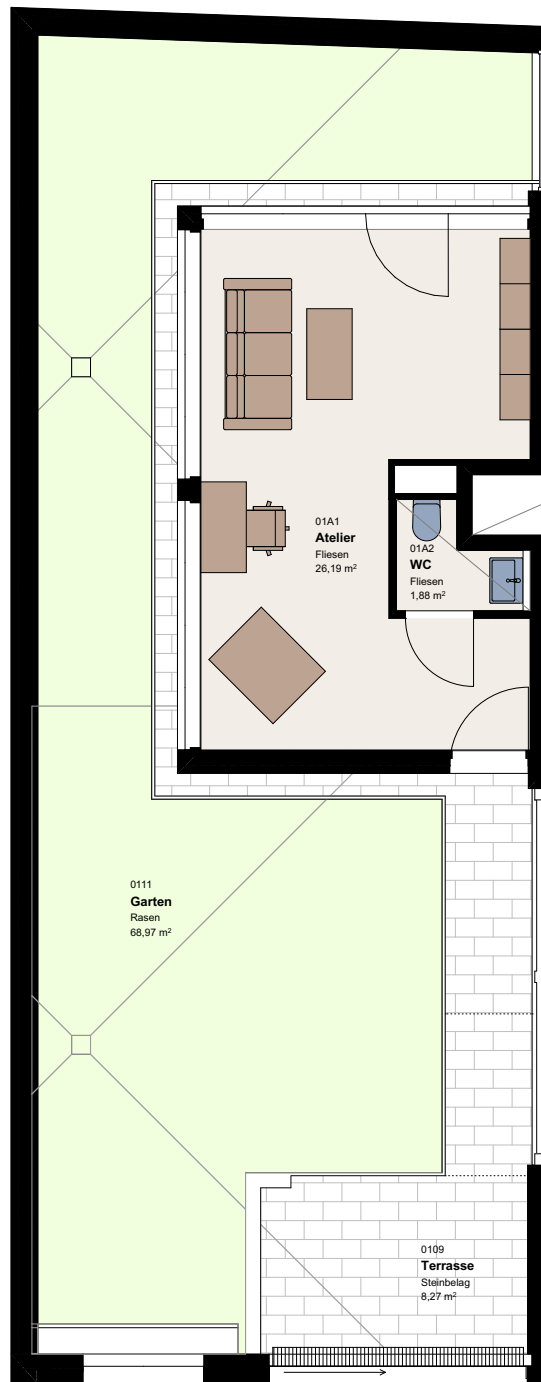 01A1
Atelier
Fliesen
26,19 m²
01A2
WC
Fliesen
1,88 m²
0111
Garten
Rasen
68,97 m²
0109
Terrasse
Steinbelag
8,27 m²